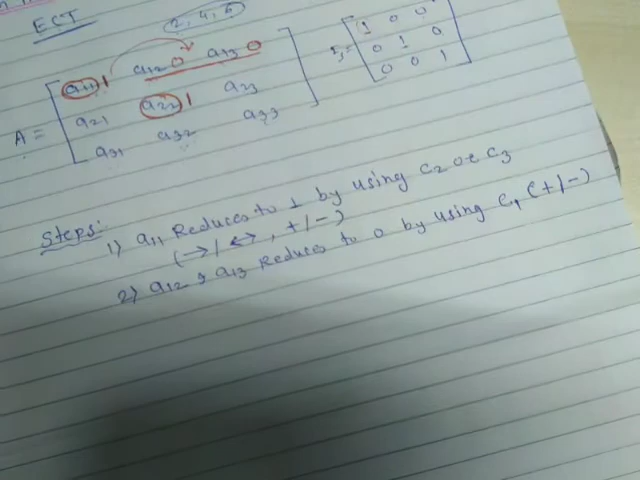 ECT
2, 4, 6
A = [ a11 1 a12 0 a13 0
a21 a22 1 a23
a31 a32 a33 ]
I3 = [ 1 0 0
0 1 0
0 0 1 ]
Steps:
1) a11 Reduces to 1 by using C2 or C3
(→/↔, +/-)
2) a12 & a13 Reduces to 0 by using C1 (+/-)